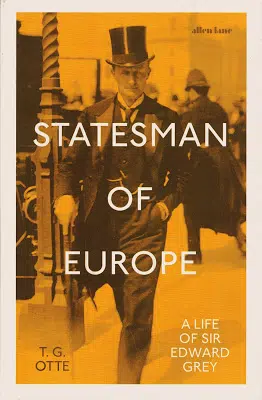 allen lane
STATESMAN
OF
EUROPE
A LIFE
OF SIR
EDWARD
GREY
T. G.
OTTE